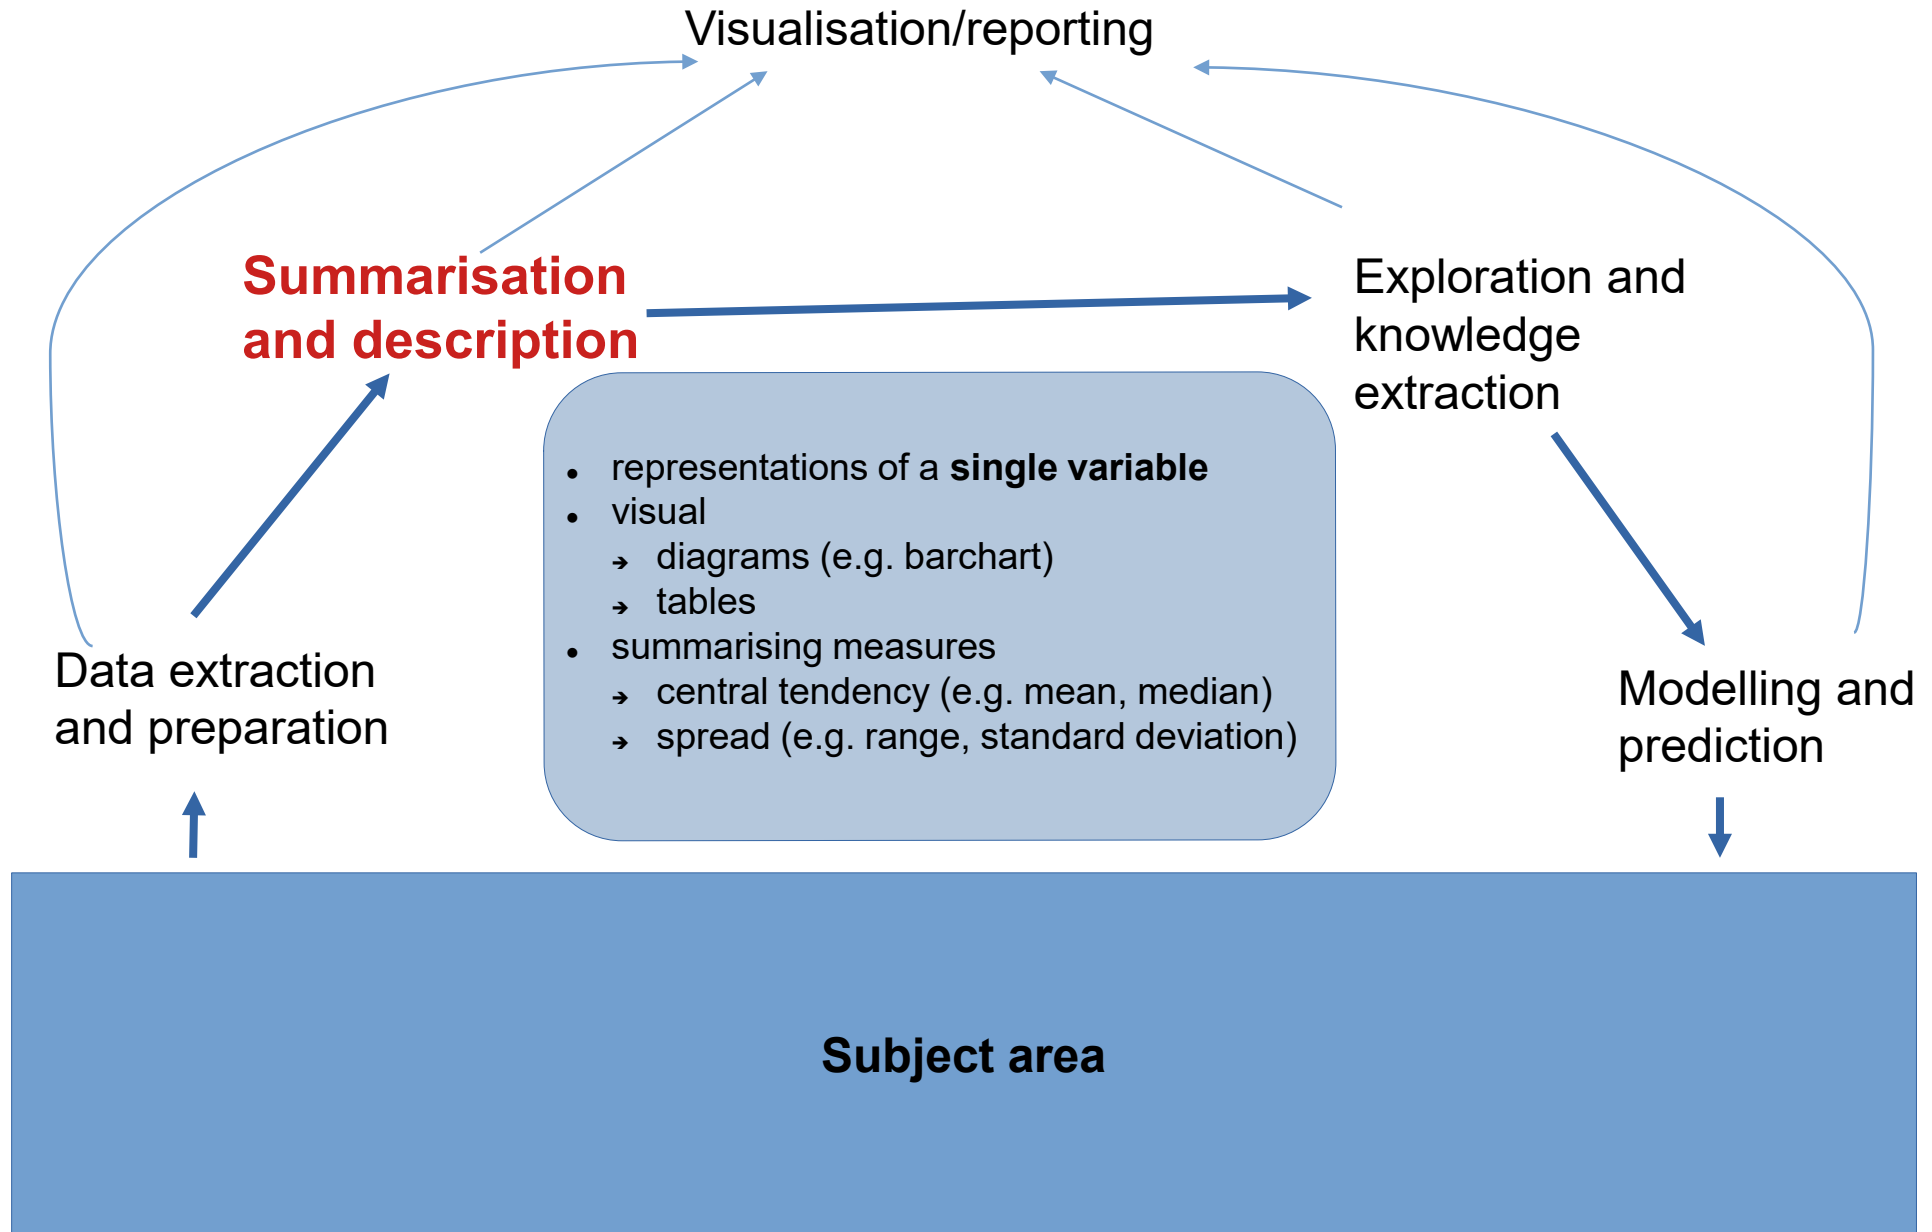 Visualisation/reporting
Summarisation
and description
Exploration and
knowledge
extraction
• representations of a single variable
• visual
➔ diagrams (e.g. barchart)
➔ tables
• summarising measures
➔ central tendency (e.g. mean, median)
➔ spread (e.g. range, standard deviation)
Data extraction
and preparation
Modelling and
prediction
Subject area